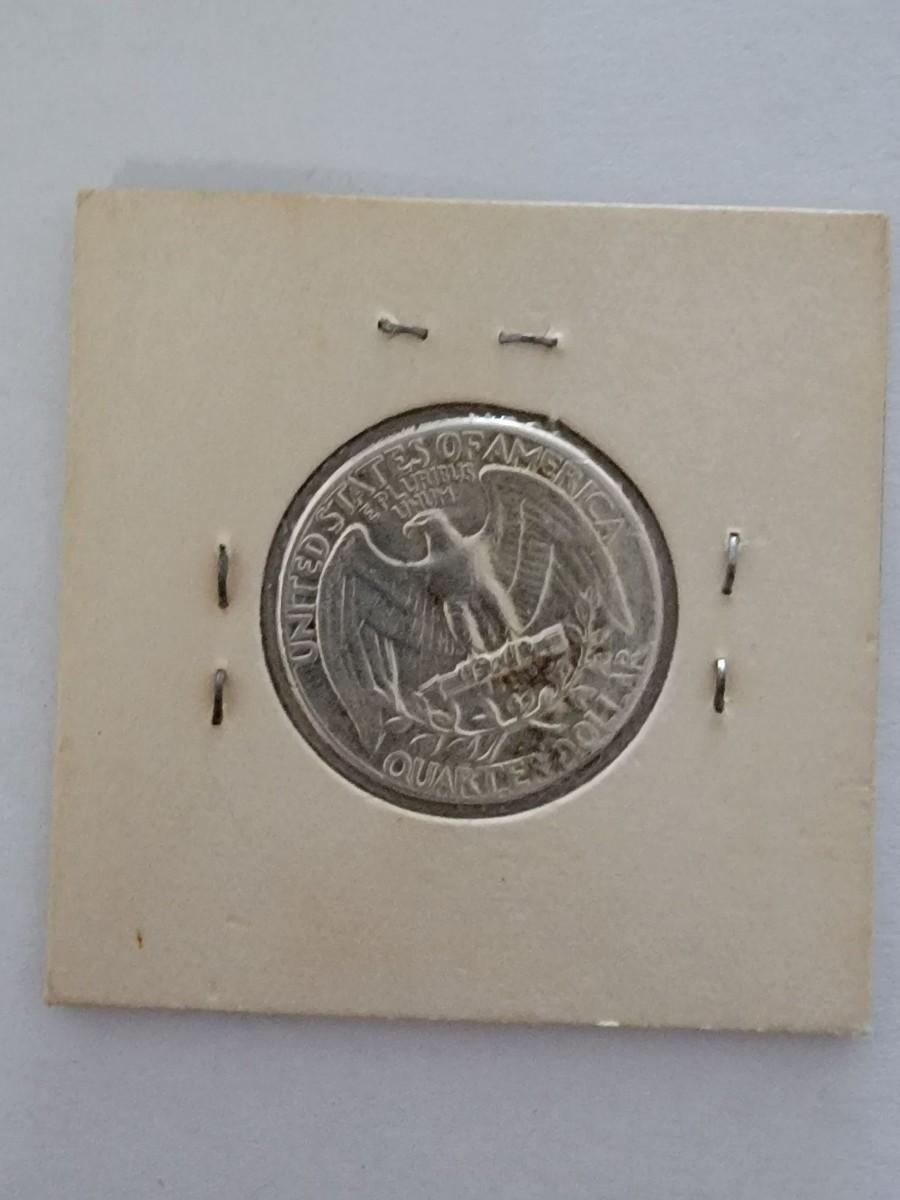 UNITED STATES OF AMERICA
E PLURIBUS
UNUM
QUARTER DOLLAR